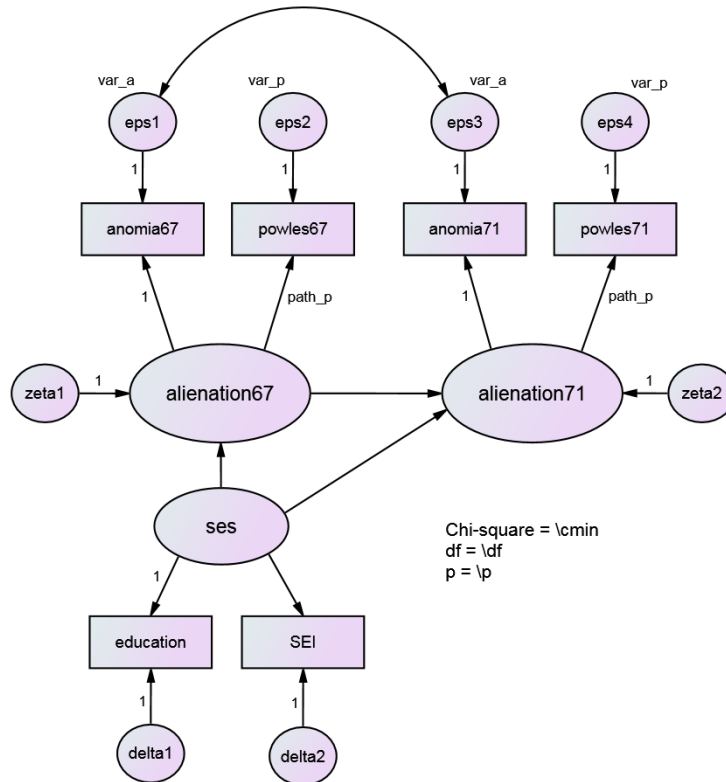 var_a
var_p
var_a
var_p
eps1
eps2
eps3
eps4
1
1
1
1
anomia67
powles67
anomia71
powles71
1
path_p
1
path_p
zeta1
1
alienation67
alienation71
1
zeta2
ses
Chi-square = \cmin
df = \df
p = \p
1
education
SEI
1
1
delta1
delta2